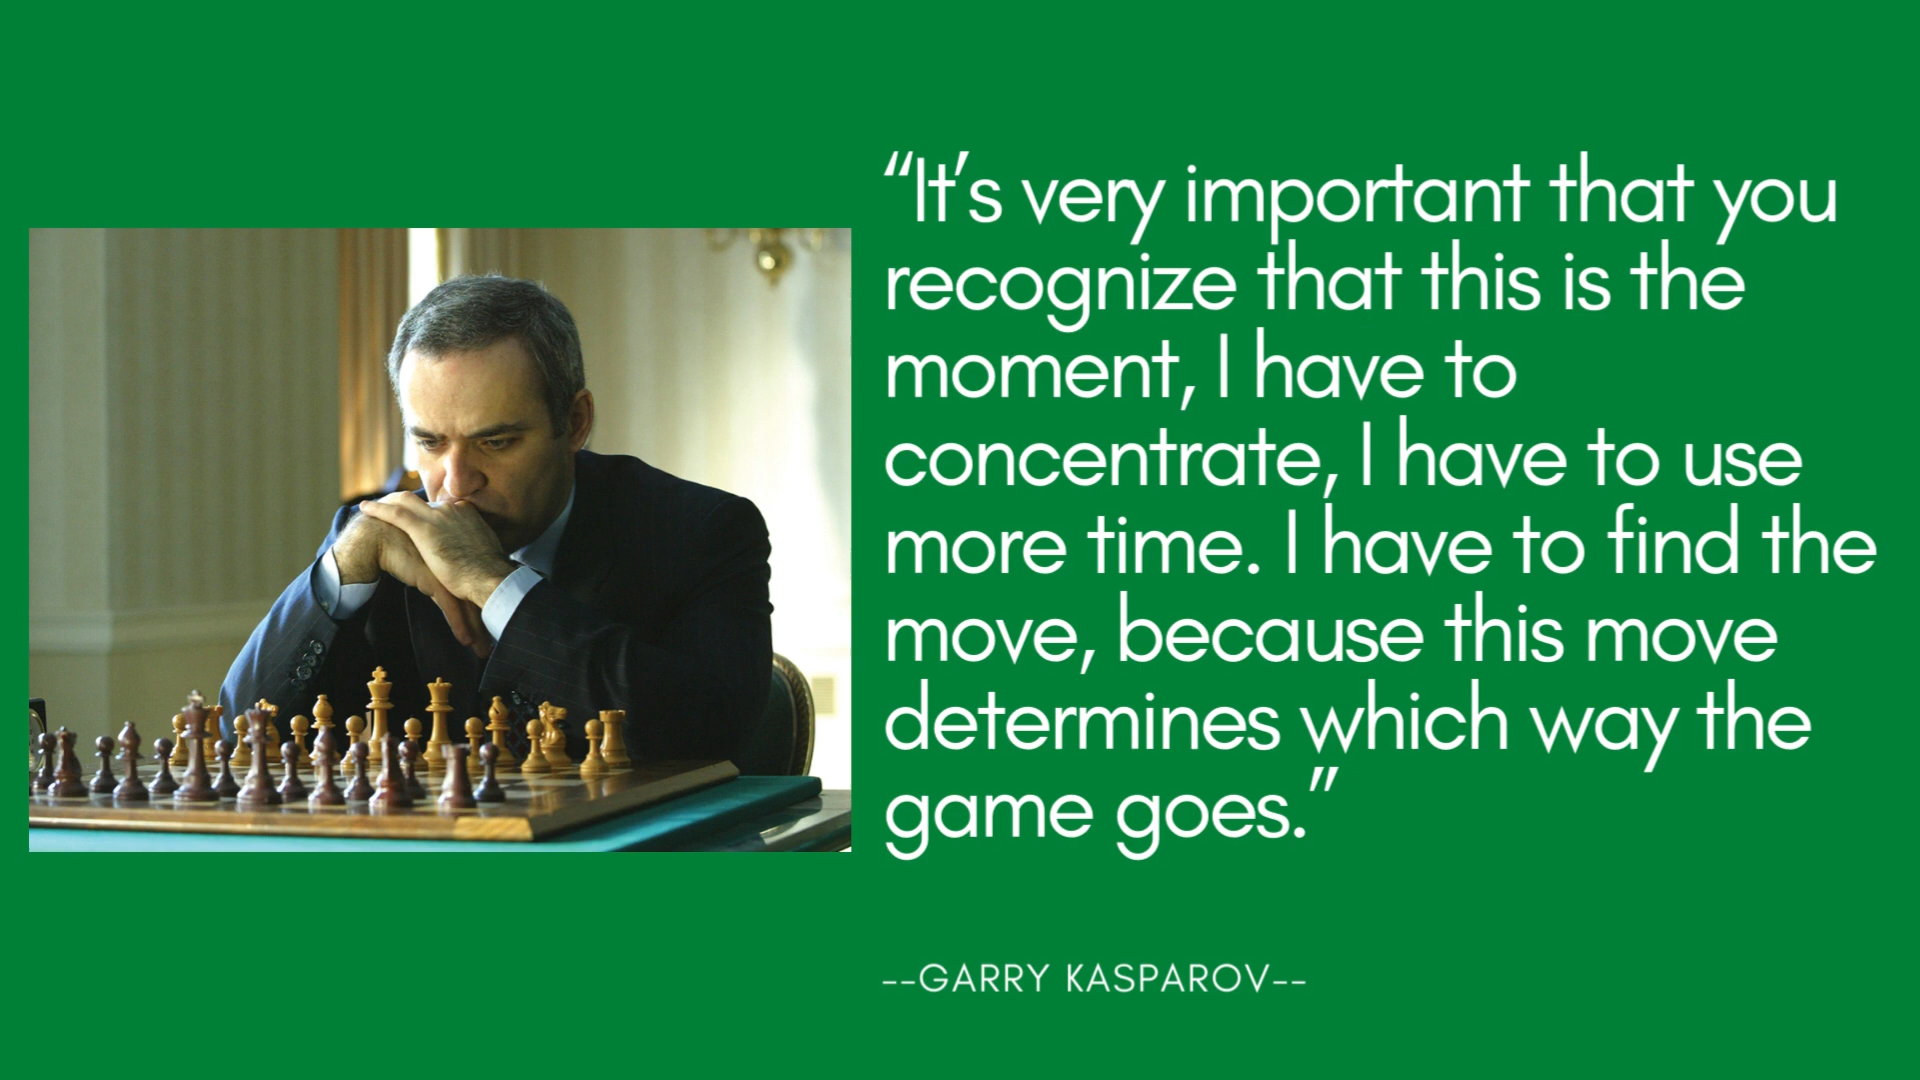 “It’s very important that you
recognize that this is the
moment, I have to
concentrate, I have to use
more time. I have to find the
move, because this move
determines which way the
game goes.”
--GARRY KASPAROV--